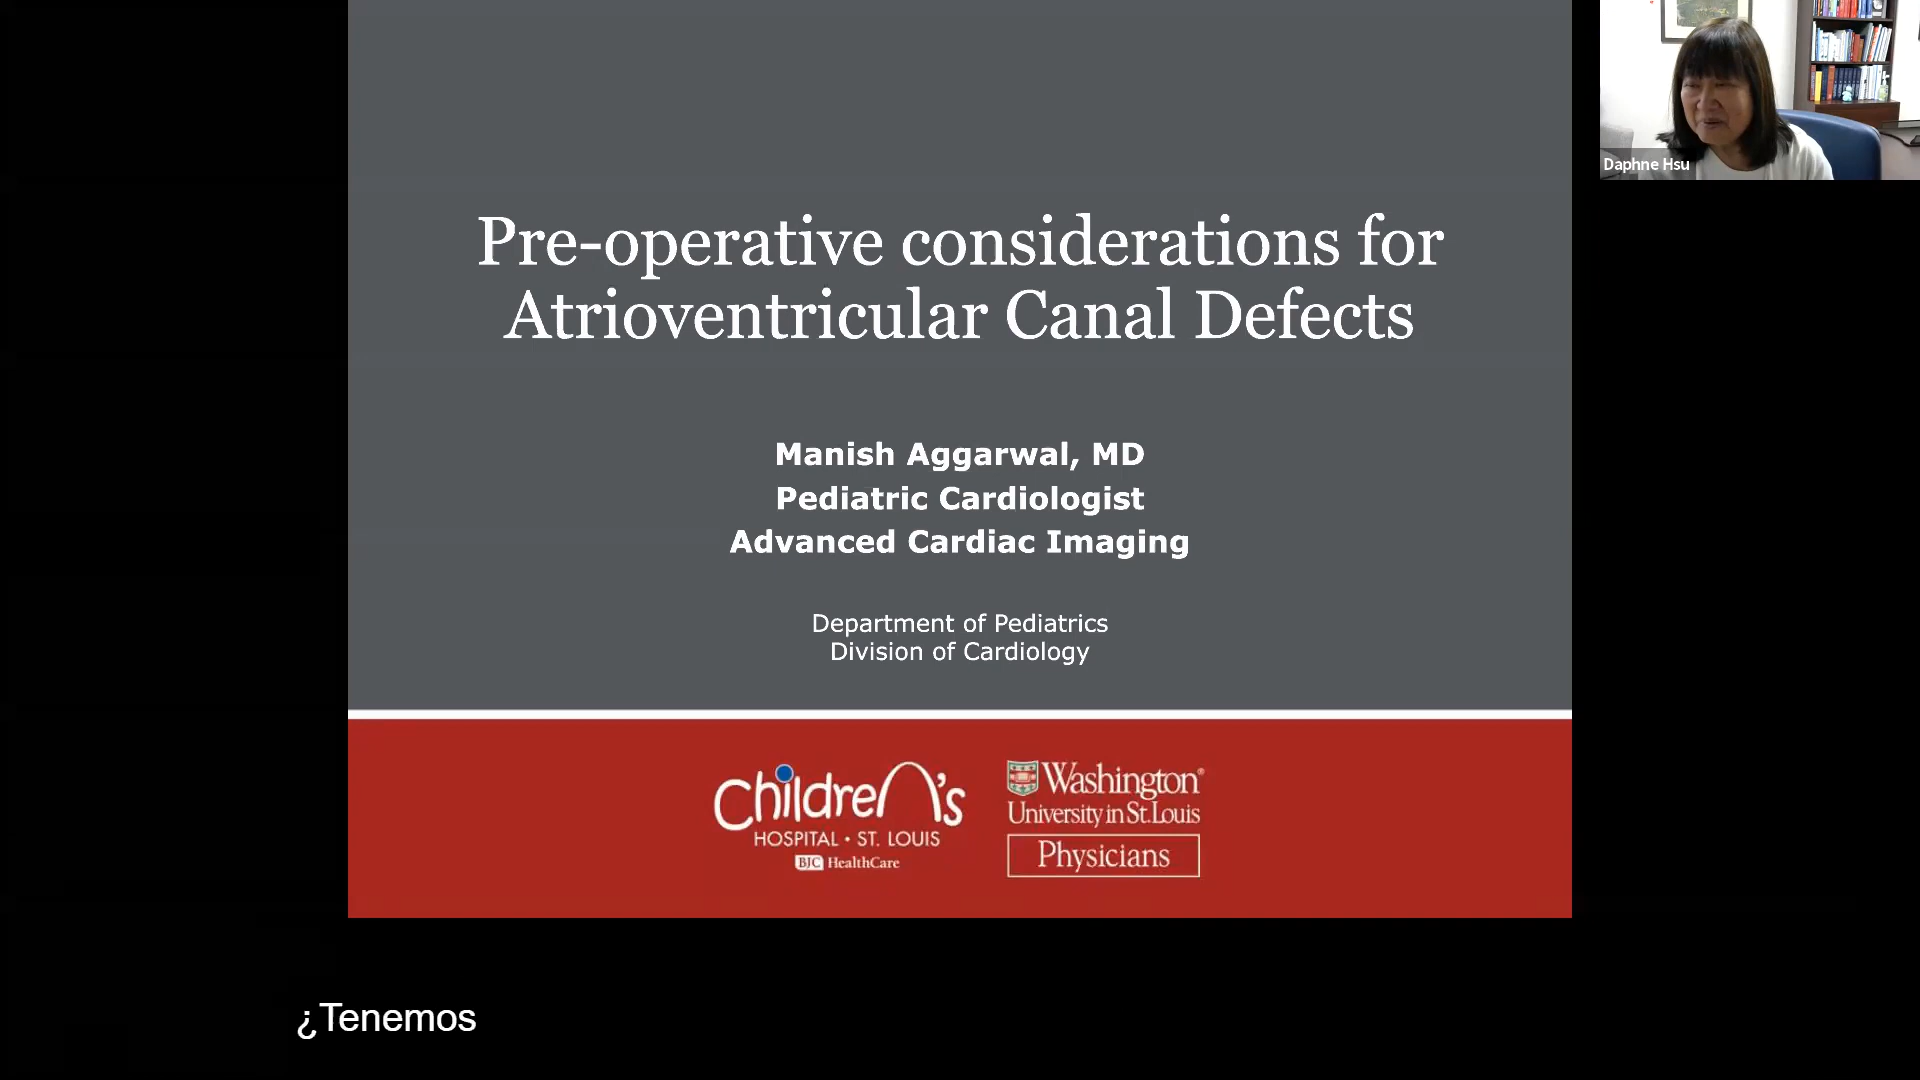 Pre-operative considerations for
Atrioventricular Canal Defects
Manish Aggarwal, MD
Pediatric Cardiologist
Advanced Cardiac Imaging
Department of Pediatrics
Division of Cardiology
Children's
HOSPITAL • ST. LOUIS
BJC HealthCare
Washington®
University in St. Louis
Physicians
Daphne Hsu
¿Tenemos